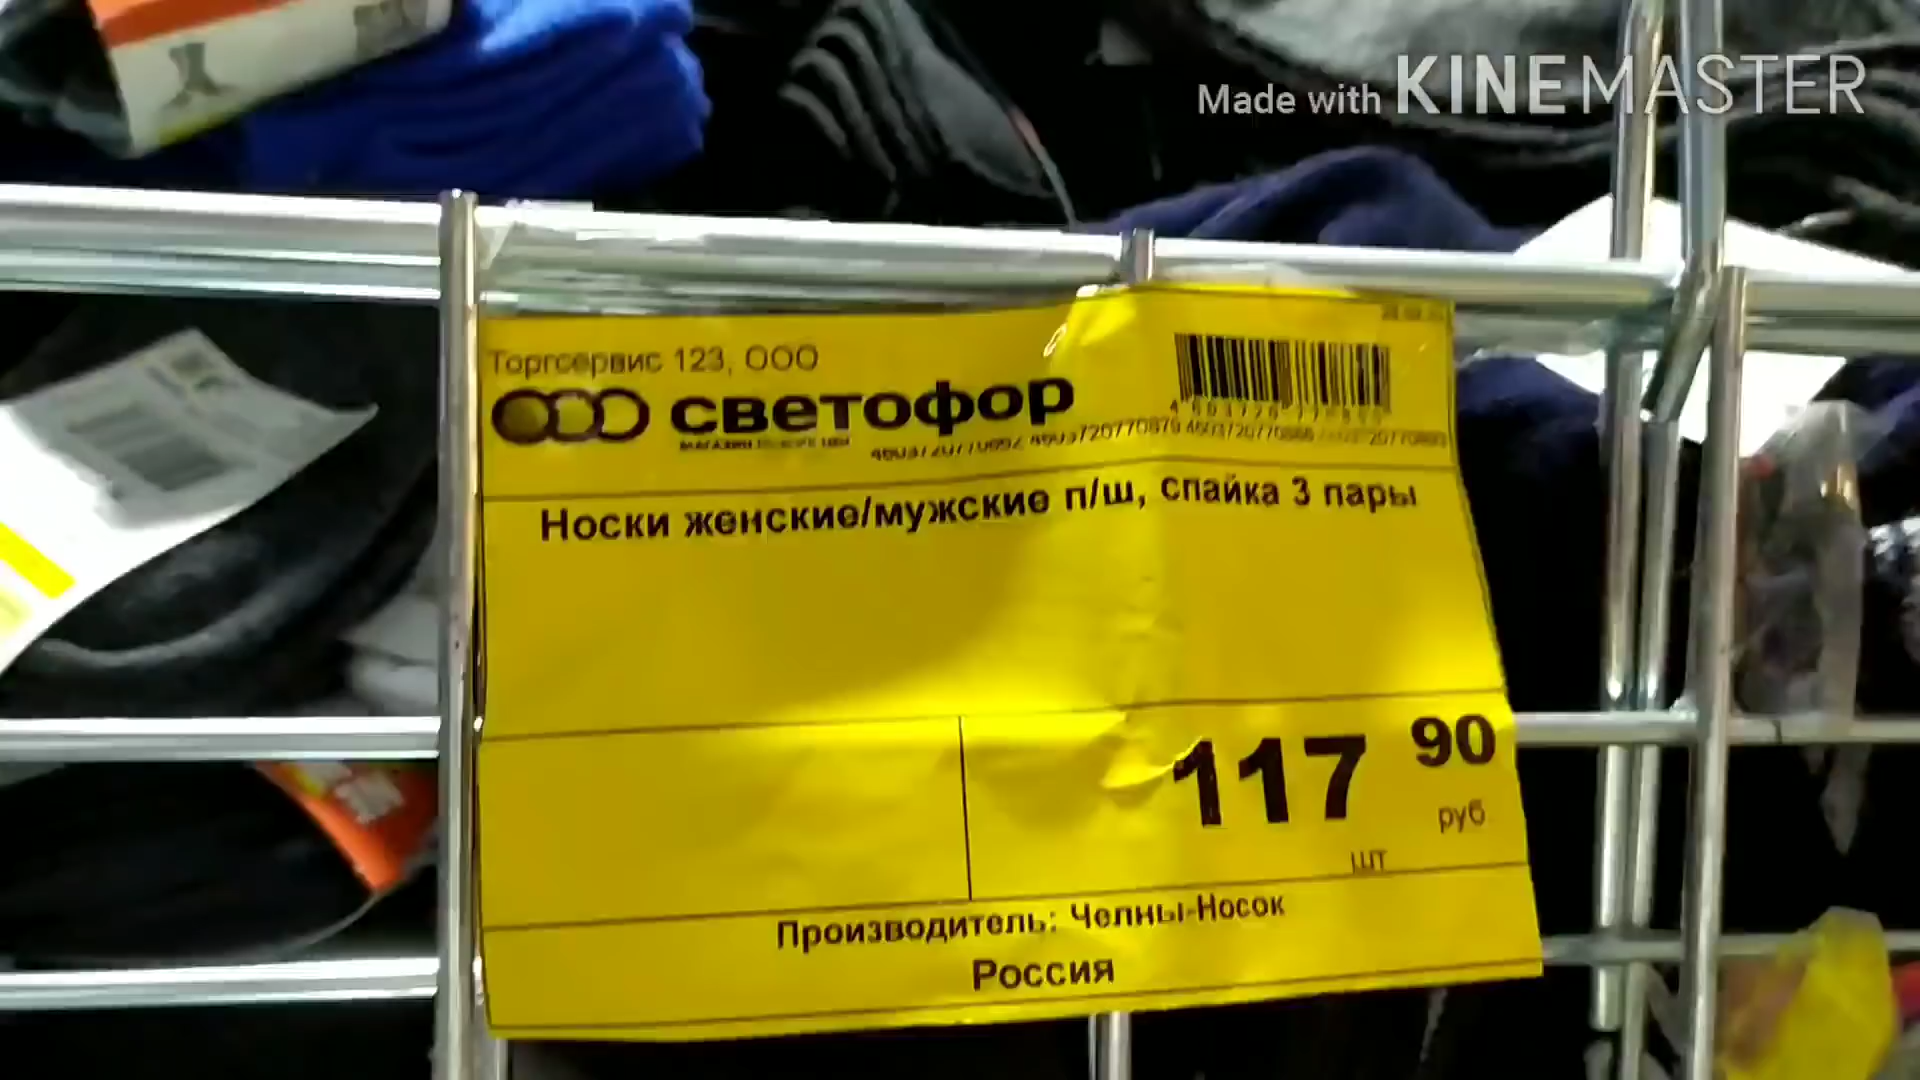 Made with KINEMASTER
Торгсервис 123, ООО
светофор
Носки женские/мужские п/ш, спайка 3 пары
117 90
руб
шт
Производитель: Челны-Носок
Россия